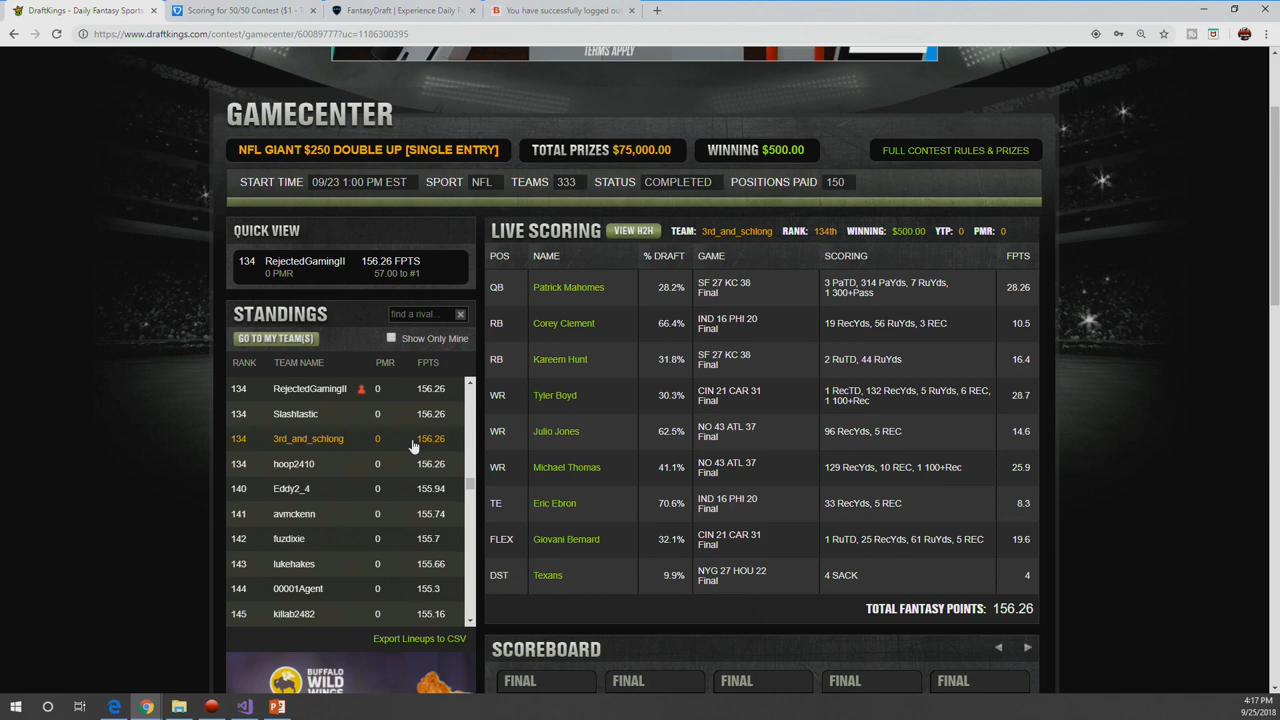 DraftKings - Daily Fantasy Sports
Scoring for 50/50 Contest ($1 - T
FantasyDraft | Experience Daily F
You have successfully logged out
https://www.draftkings.com/contest/gamecenter/60089777?uc=1186300395
TERMS APPLY
GAMECENTER
NFL GIANT $250 DOUBLE UP [SINGLE ENTRY]
TOTAL PRIZES $75,000.00
WINNING $500.00
FULL CONTEST RULES & PRIZES
START TIME 09/23 1:00 PM EST SPORT NFL TEAMS 333 STATUS COMPLETED POSITIONS PAID 150
QUICK VIEW
134 RejectedGamingII 156.26 FPTS
0 PMR 57.00 to #1
STANDINGS find a rival...
GO TO MY TEAM(S) Show Only Mine
RANK TEAM NAME PMR FPTS
134 RejectedGamingII 0 156.26
134 Slashtastic 0 156.26
134 3rd_and_schlong 0 156.26
134 hoop2410 0 156.26
140 Eddy2_4 0 155.94
141 avmckenn 0 155.74
142 fuzdixie 0 155.7
143 lukehakes 0 155.66
144 00001Agent 0 155.3
145 killab2482 0 155.16
Export Lineups to CSV
BUFFALO
WILD
WINGS
LIVE SCORING VIEW H2H TEAM: 3rd_and_schlong RANK: 134th WINNING: $500.00 YTP: 0 PMR: 0
POS NAME % DRAFT GAME SCORING FPTS
QB Patrick Mahomes 28.2% SF 27 KC 38
Final
3 PaTD, 314 PaYds, 7 RuYds,
1 300+Pass
28.26
RB Corey Clement 66.4% IND 16 PHI 20
Final
19 RecYds, 56 RuYds, 3 REC 10.5
RB Kareem Hunt 31.8% SF 27 KC 38
Final
2 RuTD, 44 RuYds 16.4
WR Tyler Boyd 30.3% CIN 21 CAR 31
Final
1 RecTD, 132 RecYds, 5 RuYds, 6 REC,
1 100+Rec
28.7
WR Julio Jones 62.5% NO 43 ATL 37
Final
96 RecYds, 5 REC 14.6
WR Michael Thomas 41.1% NO 43 ATL 37
Final
129 RecYds, 10 REC, 1 100+Rec 25.9
TE Eric Ebron 70.6% IND 16 PHI 20
Final
33 RecYds, 5 REC 8.3
FLEX Giovani Bernard 32.1% CIN 21 CAR 31
Final
1 RuTD, 25 RecYds, 61 RuYds, 5 REC 19.6
DST Texans 9.9% NYG 27 HOU 22
Final
4 SACK 4
TOTAL FANTASY POINTS: 156.26
SCOREBOARD
FINAL FINAL FINAL FINAL FINAL
4:17 PM
9/25/2018